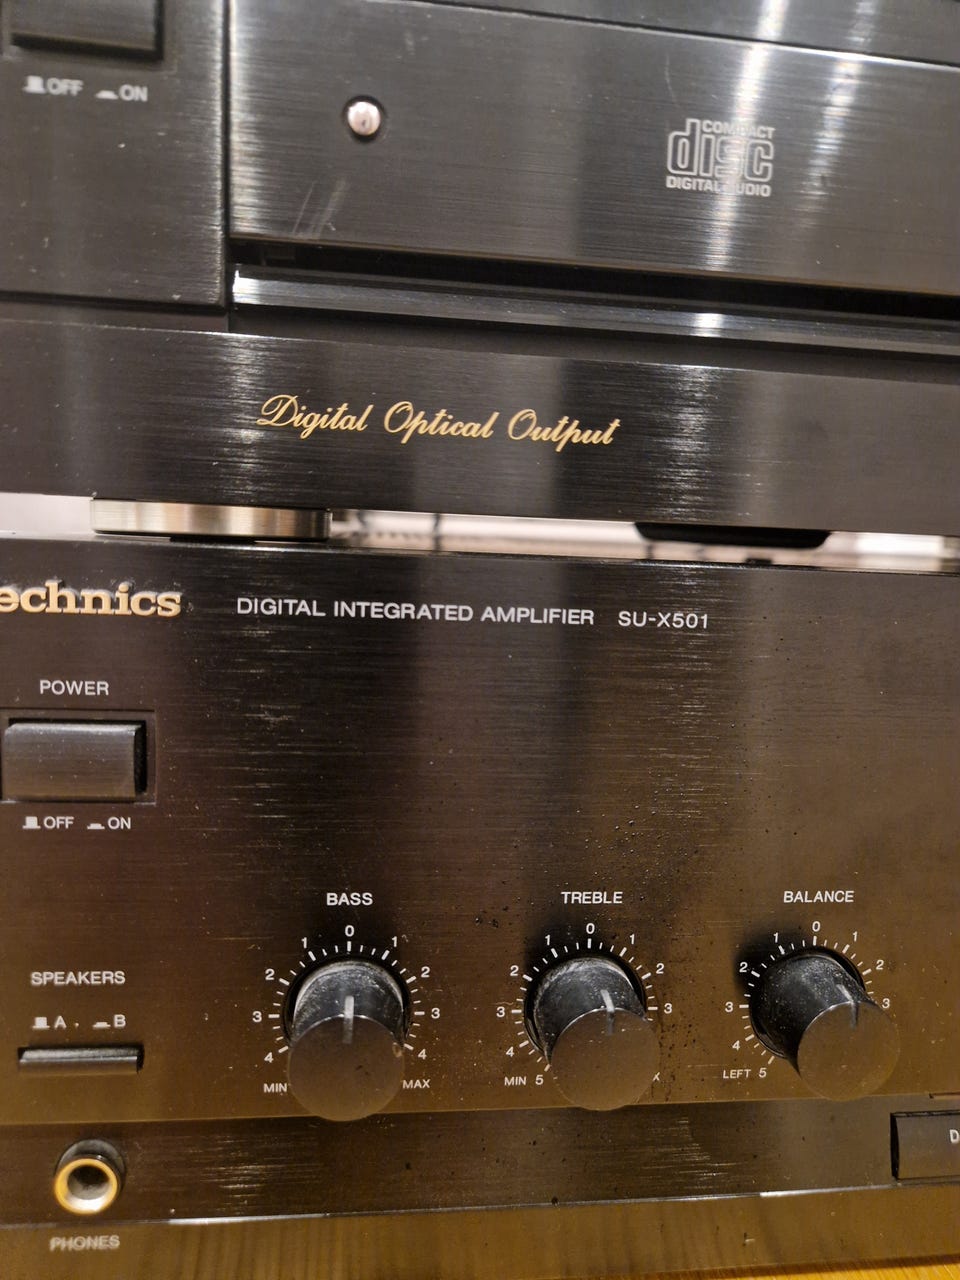 OFF ON
COMPACT
disc
DIGITAL AUDIO
Digital Optical Output
echnics DIGITAL INTEGRATED AMPLIFIER SU-X501
POWER
OFF ON
BASS TREBLE BALANCE
1 0 1 1 0 1 1 0 1
2 2 2 2 2 2
3 3 3 3 3 3
4 4 4 4
MIN MAX MIN 5 X LEFT 5
SPEAKERS
A . B
D
PHONES